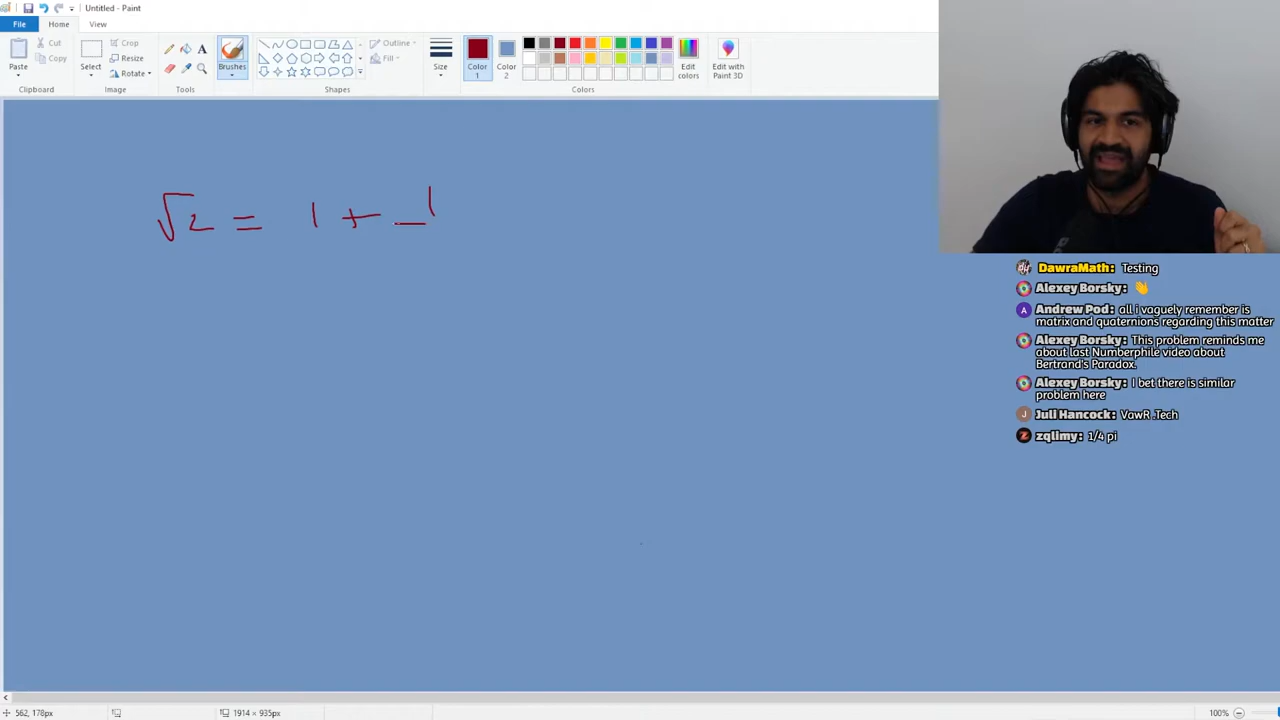 Untitled - Paint
File Home View
Paste
Cut
Copy
Clipboard
Select
Crop
Resize
Rotate
Image
A
Tools
Brushes
Outline
Fill
Shapes
Size
Color 1
Color 2
Edit colors
Edit with Paint 3D
Colors
√2 = 1 + 1
DawraMath: Testing
Alexey Borsky: 👋
A Andrew Pod: all i vaguely remember is
matrix and quaternions regarding this matter
Alexey Borsky: This problem reminds me
about last Numberphile video about
Bertrand's Paradox.
Alexey Borsky: I bet there is similar
problem here
J Juli Hancock: VawR .Tech
Z zqlimy: 1/4 pi
562, 178px
1914 × 935px
100%